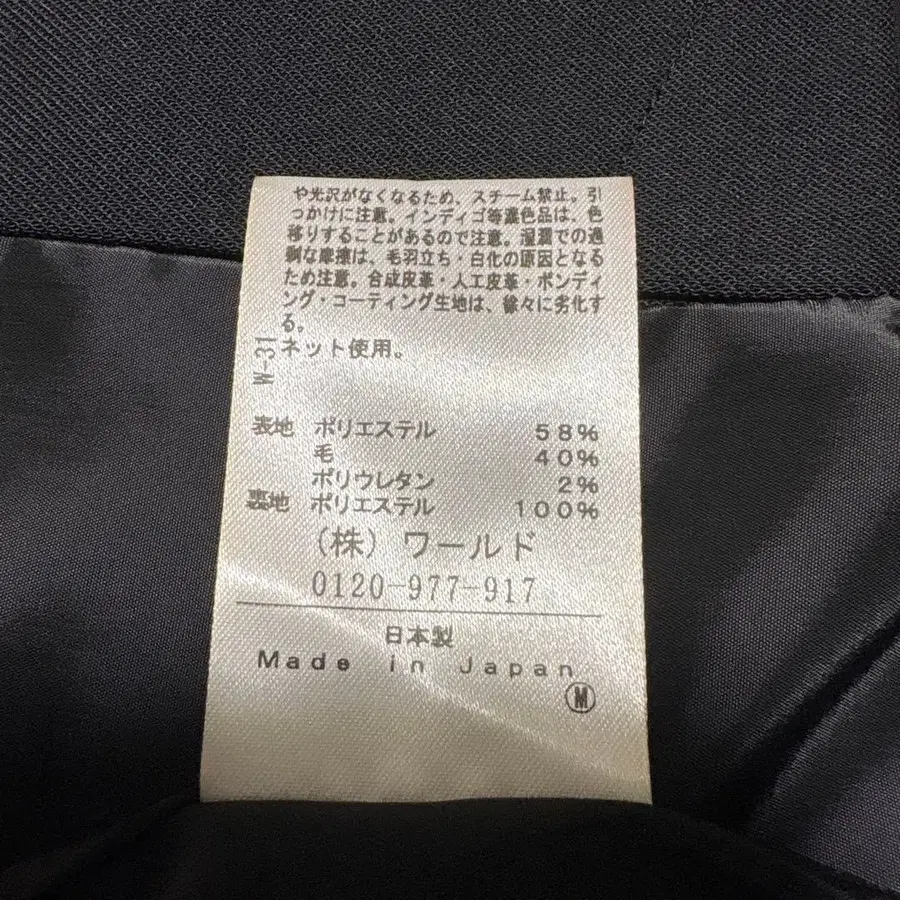 や光沢がなくなるため、スチーム禁止。引
っかけに注意。インディゴ等濃色品は、色
移りすることがあるので注意。湿潤での過
剰な摩擦は、毛羽立ち・白化の原因となる
ため注意。合成皮革・人工皮革・ボンディ
ング・コーティング生地は、徐々に劣化す
る。
ネット使用。
W-31
表地 ポリエステル 58%
毛 40%
ポリウレタン 2%
裏地 ポリエステル 100%
(株) ワールド
0120-977-917
日本製
Made in Japan
M